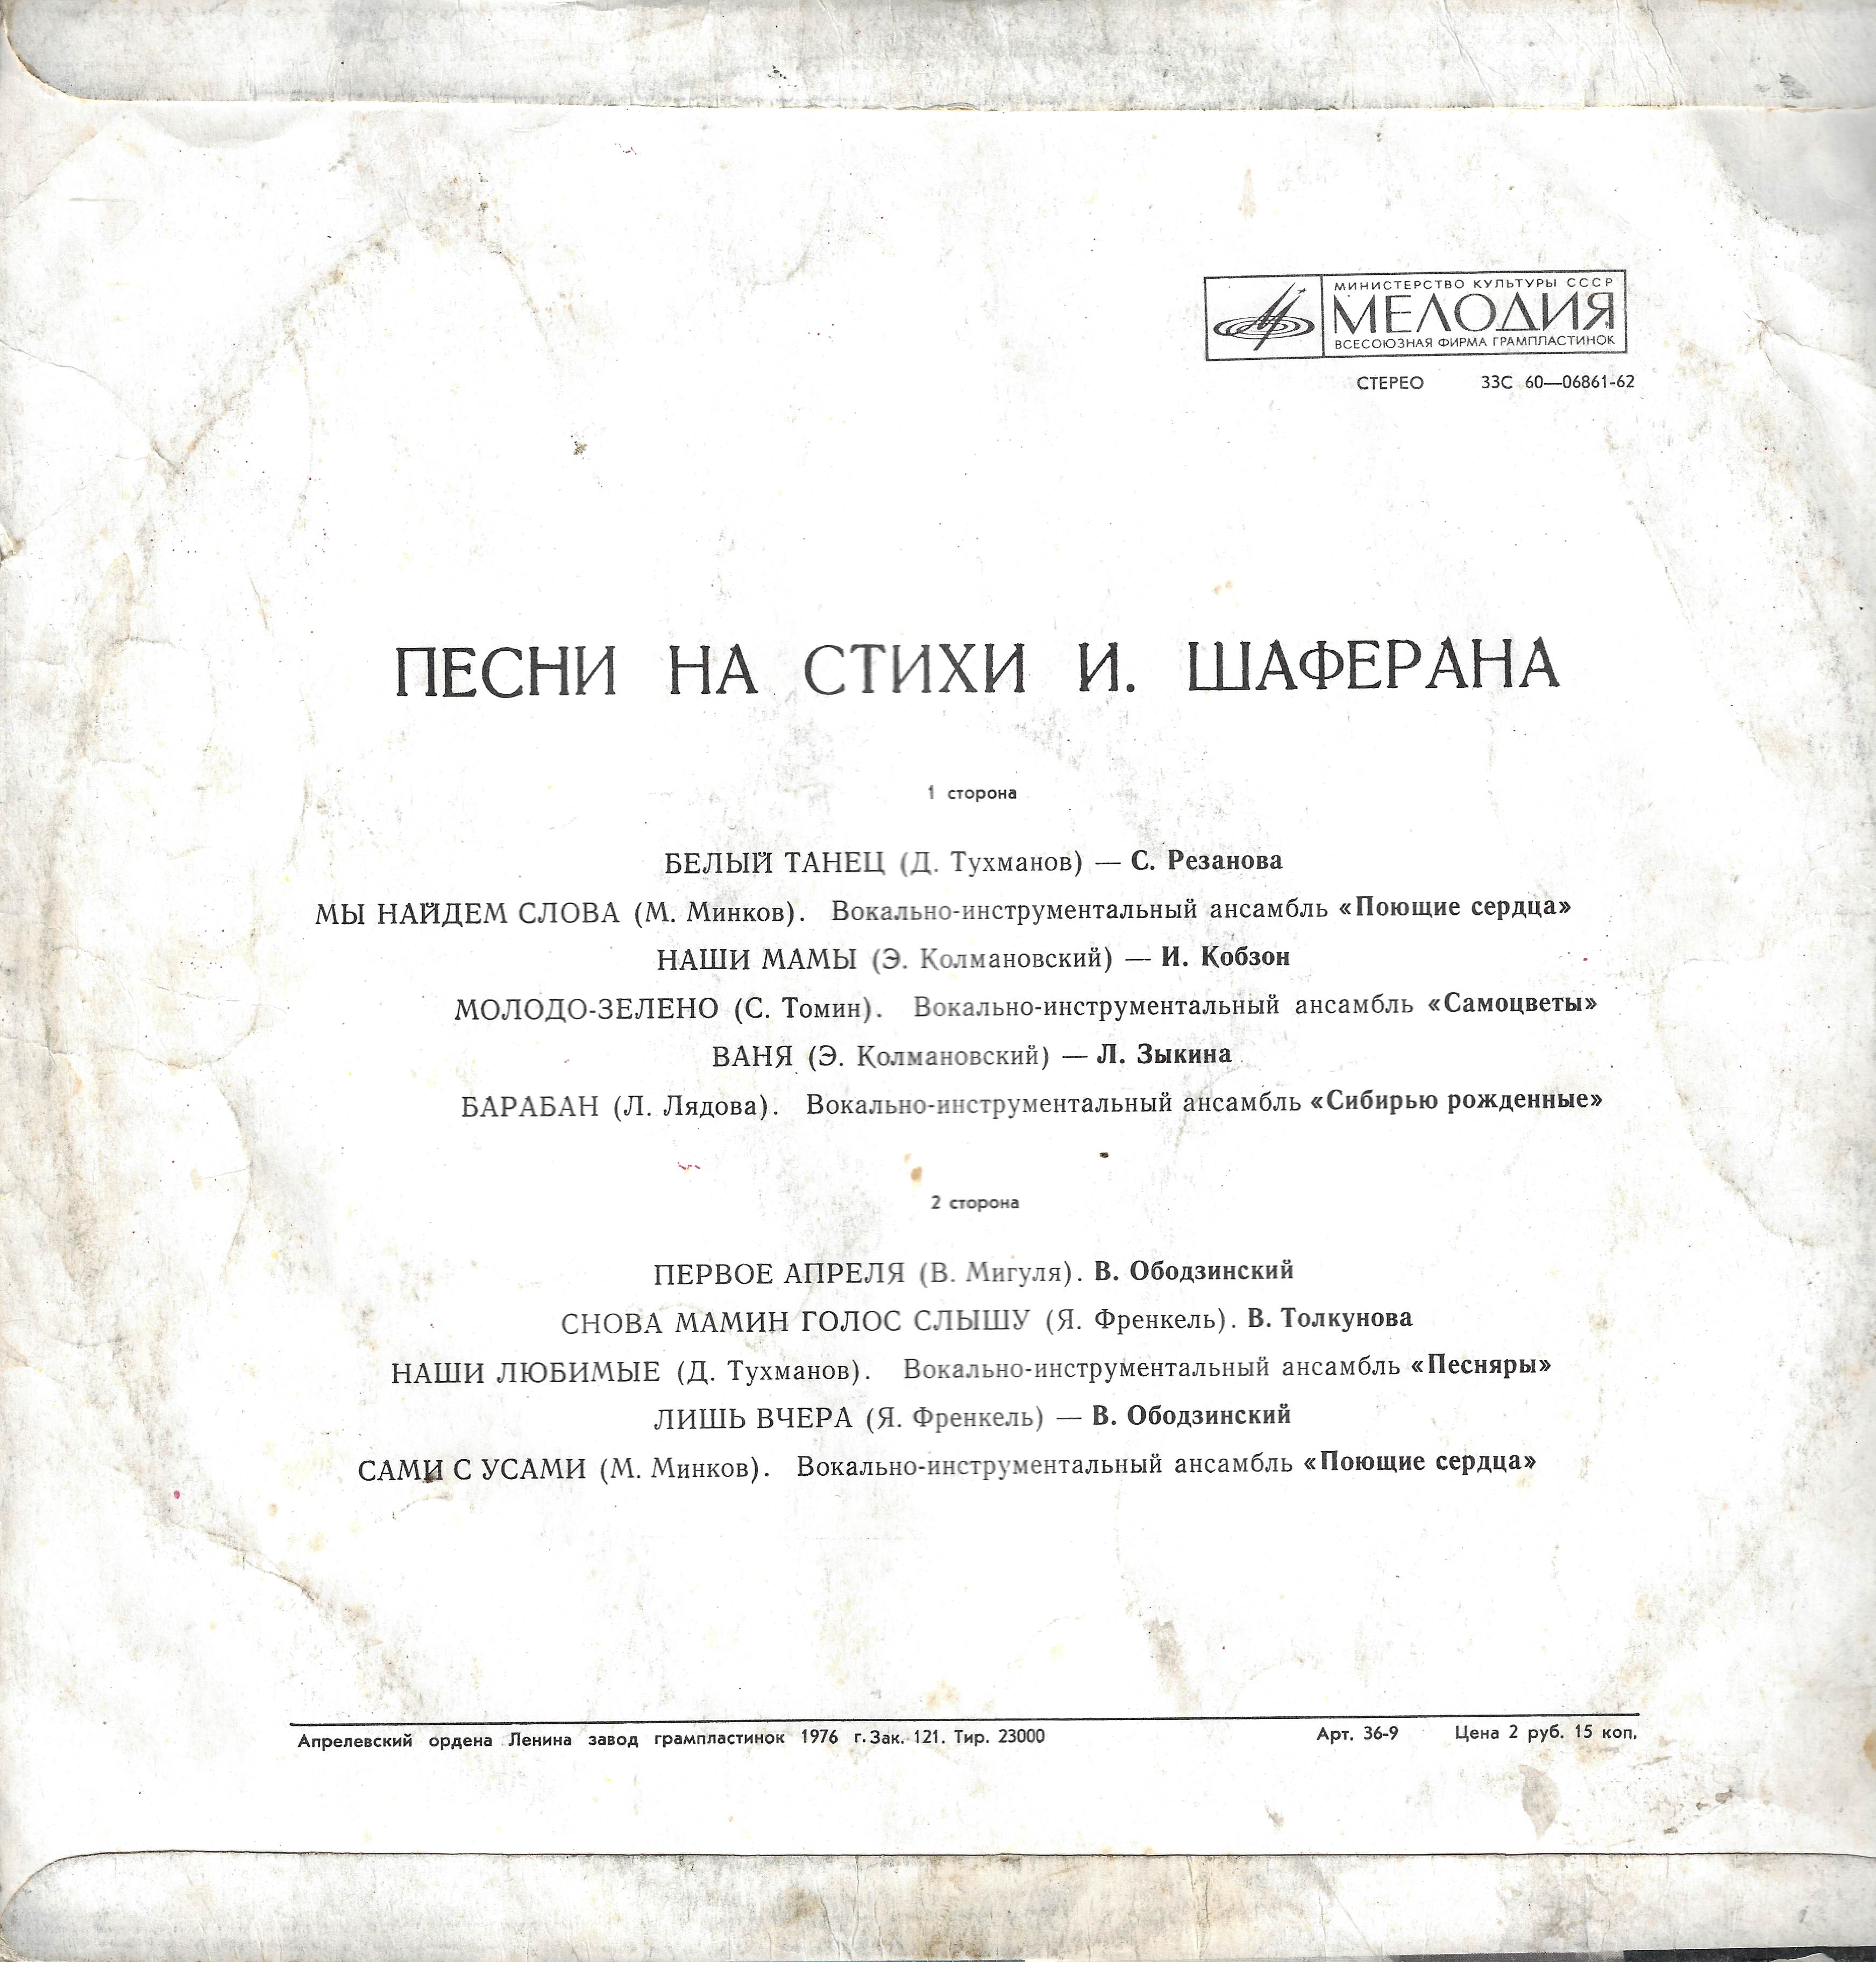 МИНИСТЕРСТВО КУЛЬТУРЫ СССР
МЕЛОДИЯ
ВСЕСОЮЗНАЯ ФИРМА ГРАМПЛАСТИНОК
СТЕРЕО 33С 60—06861-62
ПЕСНИ НА СТИХИ И. ШАФЕРАНА
1 сторона
БЕЛЫЙ ТАНЕЦ (Д. Тухманов) — С. Резанова
МЫ НАЙДЕМ СЛОВА (М. Минков). Вокально-инструментальный ансамбль «Поющие сердца»
НАШИ МАМЫ (Э. Колмановский) — И. Кобзон
МОЛОДО-ЗЕЛЕНО (С. Томин). Вокально-инструментальный ансамбль «Самоцветы»
ВАНЯ (Э. Колмановский) — Л. Зыкина
БАРАБАН (Л. Лядова). Вокально-инструментальный ансамбль «Сибирью рожденные»
2 сторона
ПЕРВОЕ АПРЕЛЯ (В. Мигуля). В. Ободзинский
СНОВА МАМИН ГОЛОС СЛЫШУ (Я. Френкель). В. Толкунова
НАШИ ЛЮБИМЫЕ (Д. Тухманов). Вокально-инструментальный ансамбль «Песняры»
ЛИШЬ ВЧЕРА (Я. Френкель) — В. Ободзинский
САМИ С УСАМИ (М. Минков). Вокально-инструментальный ансамбль «Поющие сердца»
Апрелевский ордена Ленина завод грампластинок 1976 г. Зак. 121. Тир. 23000 Арт. 36-9 Цена 2 руб. 15 коп.